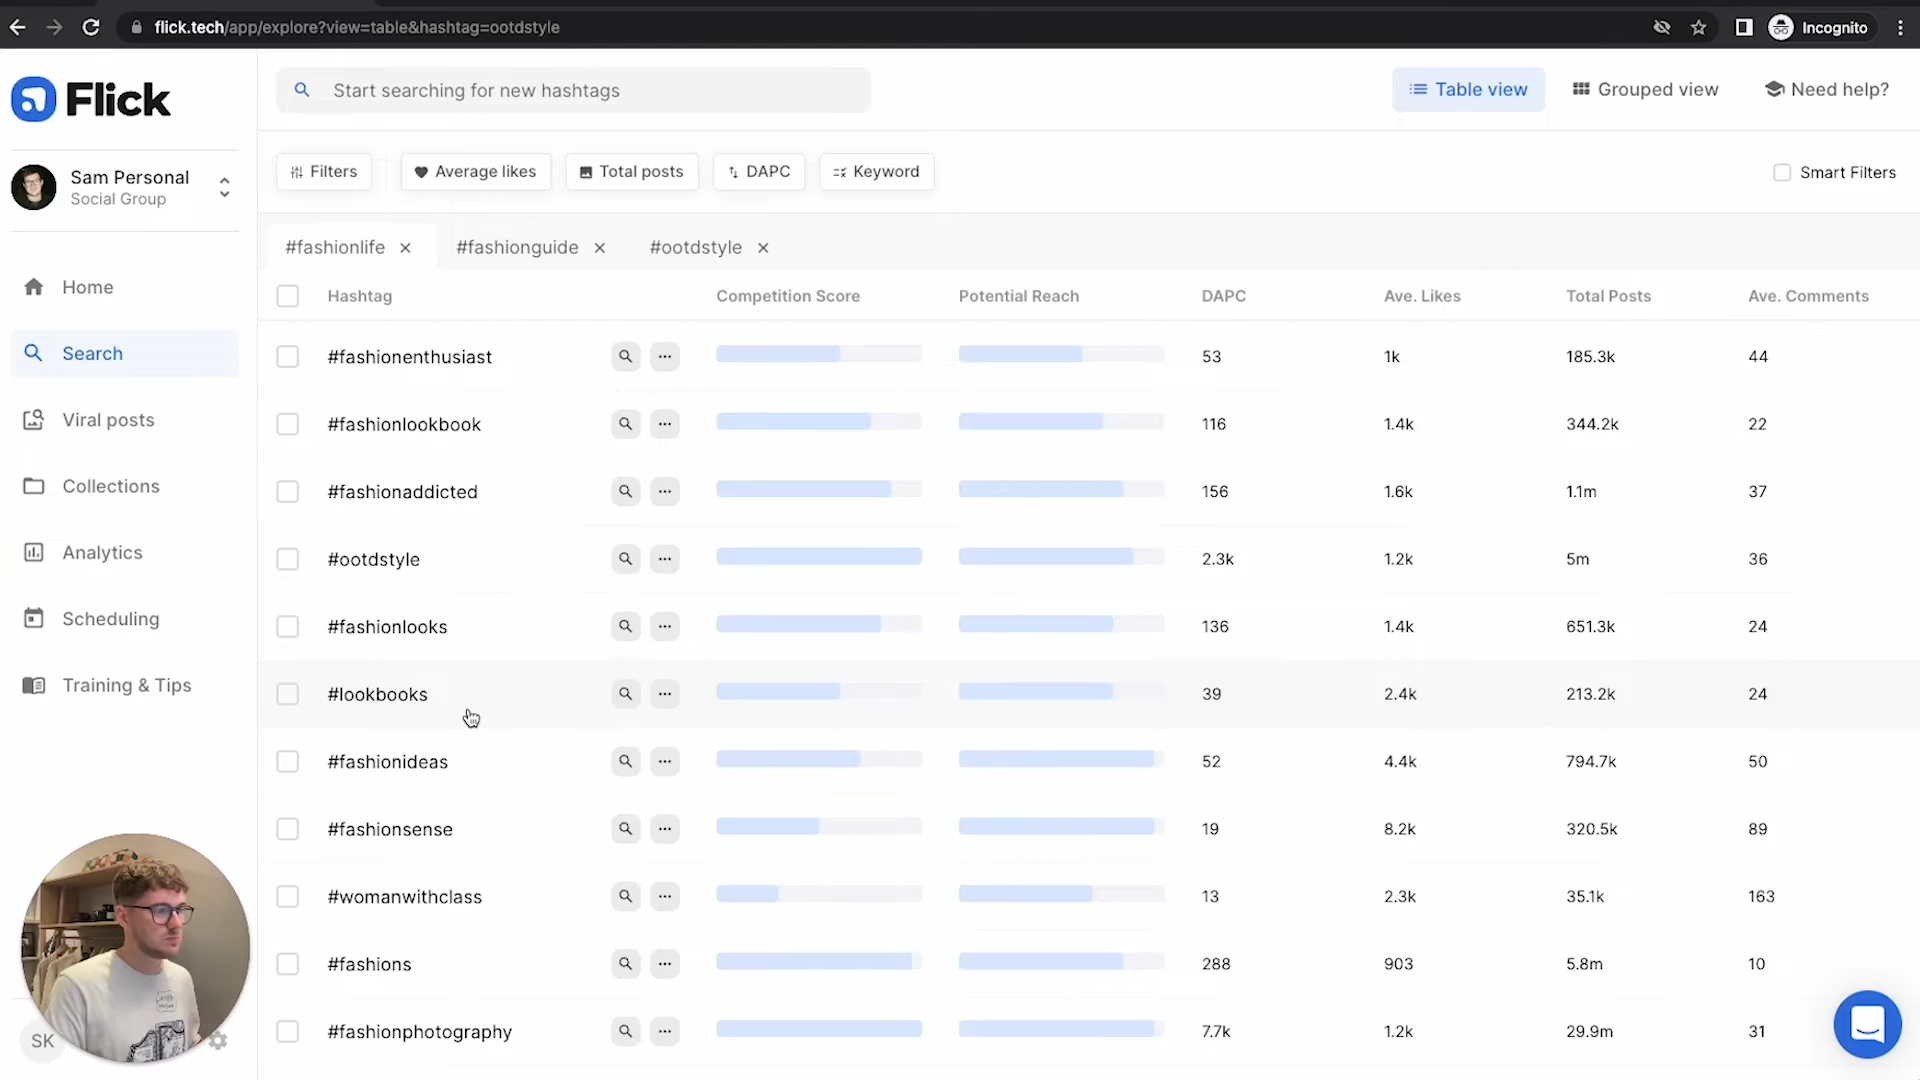 flick.tech/app/explore?view=table&hashtag=ootdstyle
Incognito
Flick
Start searching for new hashtags
Table view
Grouped view
Need help?
Sam Personal
Social Group
Filters
Average likes
Total posts
DAPC
Keyword
Smart Filters
#fashionlife
#fashionguide
#ootdstyle
Home
Search
Viral posts
Collections
Analytics
Scheduling
Training & Tips
SK
Hashtag Competition Score Potential Reach DAPC Ave. Likes Total Posts Ave. Comments
#fashionenthusiast 53 1k 185.3k 44
#fashionlookbook 116 1.4k 344.2k 22
#fashionaddicted 156 1.6k 1.1m 37
#ootdstyle 2.3k 1.2k 5m 36
#fashionlooks 136 1.4k 651.3k 24
#lookbooks 39 2.4k 213.2k 24
#fashionideas 52 4.4k 794.7k 50
#fashionsense 19 8.2k 320.5k 89
#womanwithclass 13 2.3k 35.1k 163
#fashions 288 903 5.8m 10
#fashionphotography 7.7k 1.2k 29.9m 31